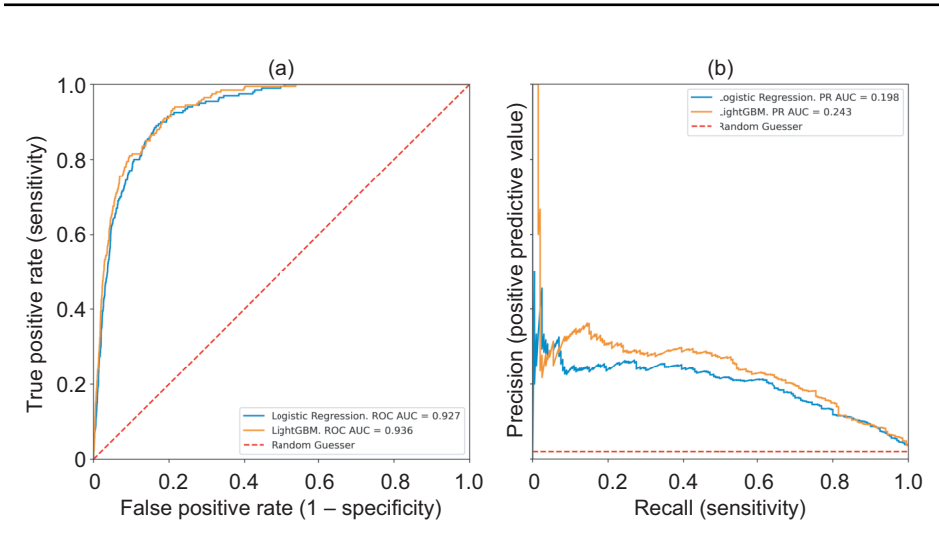 (a)
1.0
0.8
0.6
0.4
0.2
0
True positive rate (sensitivity)
Logistic Regression. ROC AUC = 0.927
LightGBM. ROC AUC = 0.936
Random Guesser
0 0.2 0.4 0.6 0.8 1.0
False positive rate (1 – specificity)
(b)
Precision (positive predictive value)
Logistic Regression. PR AUC = 0.198
LightGBM. PR AUC = 0.243
Random Guesser
0 0.2 0.4 0.6 0.8 1.0
Recall (sensitivity)